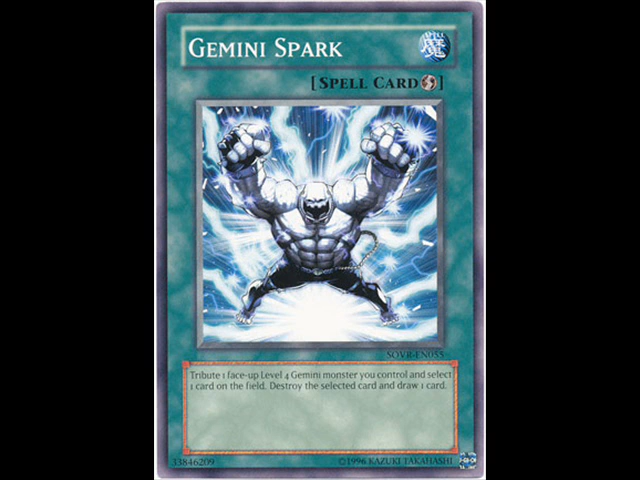 GEMINI SPARK
魔
[SPELL CARD]
SOVR-EN055
Tribute 1 face-up Level 4 Gemini monster you control and select
1 card on the field. Destroy the selected card and draw 1 card.
33846209
©1996 KAZUKI TAKAHASHI